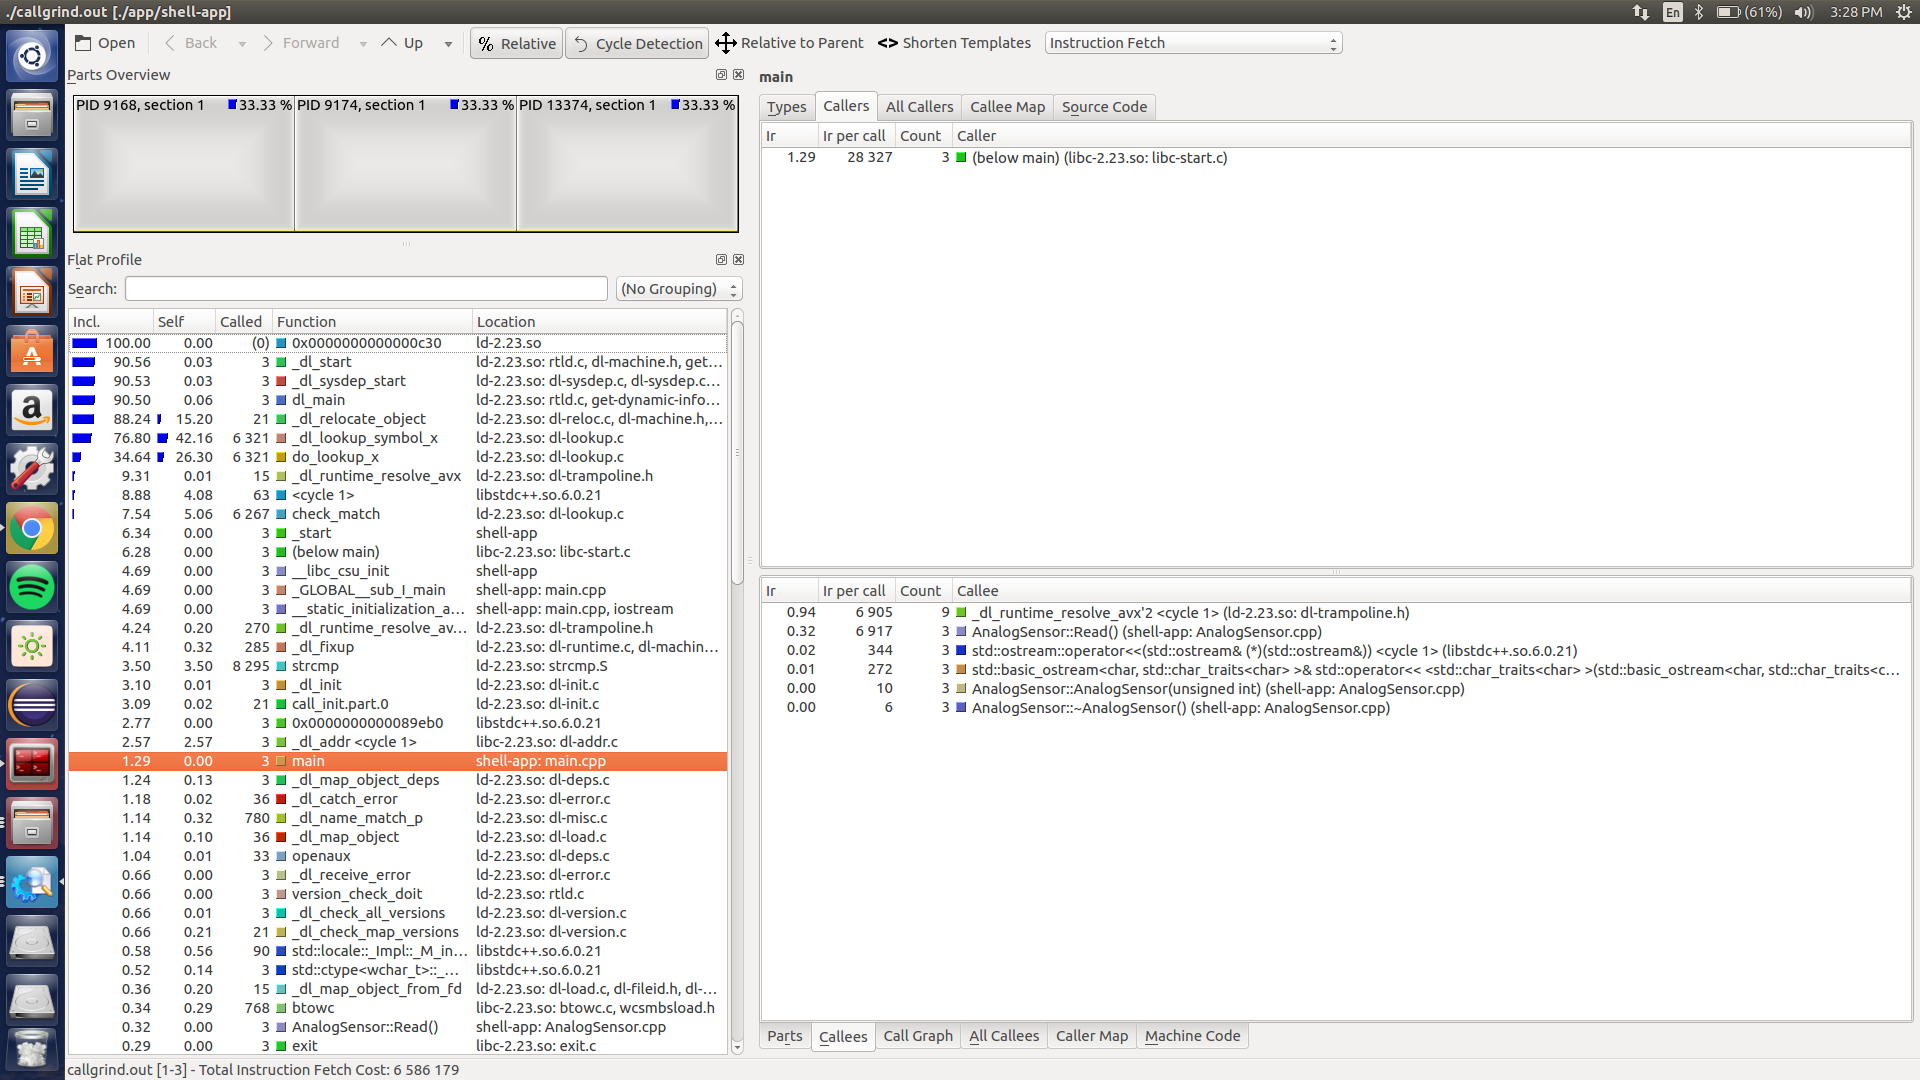 ./callgrind.out [./app/shell-app]
En (61%) 3:28 PM
Open Back Forward Up % Relative Cycle Detection Relative to Parent <> Shorten Templates Instruction Fetch
Parts Overview
PID 9168, section 1 33.33 % PID 9174, section 1 33.33 % PID 13374, section 1 33.33 %
Flat Profile
Search: (No Grouping)
Incl. Self Called Function Location
100.00 0.00 (0) 0x0000000000000c30 ld-2.23.so
90.56 0.03 3 _dl_start ld-2.23.so: rtld.c, dl-machine.h, get...
90.53 0.03 3 _dl_sysdep_start ld-2.23.so: dl-sysdep.c, dl-sysdep.c...
90.50 0.06 3 dl_main ld-2.23.so: rtld.c, get-dynamic-info...
88.24 15.20 21 _dl_relocate_object ld-2.23.so: dl-reloc.c, dl-machine.h,...
76.80 42.16 6 321 _dl_lookup_symbol_x ld-2.23.so: dl-lookup.c
34.64 26.30 6 321 do_lookup_x ld-2.23.so: dl-lookup.c
9.31 0.01 15 _dl_runtime_resolve_avx ld-2.23.so: dl-trampoline.h
8.88 4.08 63 <cycle 1> libstdc++.so.6.0.21
7.54 5.06 6 267 check_match ld-2.23.so: dl-lookup.c
6.34 0.00 3 _start shell-app
6.28 0.00 3 (below main) libc-2.23.so: libc-start.c
4.69 0.00 3 __libc_csu_init shell-app
4.69 0.00 3 _GLOBAL__sub_I_main shell-app: main.cpp
4.69 0.00 3 __static_initialization_a... shell-app: main.cpp, iostream
4.24 0.20 270 _dl_runtime_resolve_av... ld-2.23.so: dl-trampoline.h
4.11 0.32 285 _dl_fixup ld-2.23.so: dl-runtime.c, dl-machin...
3.50 3.50 8 295 strcmp ld-2.23.so: strcmp.S
3.10 0.01 3 _dl_init ld-2.23.so: dl-init.c
3.09 0.02 21 call_init.part.0 ld-2.23.so: dl-init.c
2.77 0.00 3 0x0000000000089eb0 libstdc++.so.6.0.21
2.57 2.57 3 _dl_addr <cycle 1> libc-2.23.so: dl-addr.c
1.29 0.00 3 main shell-app: main.cpp
1.24 0.13 3 _dl_map_object_deps ld-2.23.so: dl-deps.c
1.18 0.02 36 _dl_catch_error ld-2.23.so: dl-error.c
1.14 0.32 780 _dl_name_match_p ld-2.23.so: dl-misc.c
1.14 0.10 36 _dl_map_object ld-2.23.so: dl-load.c
1.04 0.01 33 openaux ld-2.23.so: dl-deps.c
0.66 0.00 3 _dl_receive_error ld-2.23.so: dl-error.c
0.66 0.00 3 version_check_doit ld-2.23.so: rtld.c
0.66 0.01 3 _dl_check_all_versions ld-2.23.so: dl-version.c
0.66 0.21 21 _dl_check_map_versions ld-2.23.so: dl-version.c
0.58 0.56 90 std::locale::_Impl::_M_in... libstdc++.so.6.0.21
0.52 0.14 3 std::ctype<wchar_t>::_... libstdc++.so.6.0.21
0.36 0.20 15 _dl_map_object_from_fd ld-2.23.so: dl-load.c, dl-fileid.h, dl-...
0.34 0.29 768 btowc libc-2.23.so: btowc.c, wcsmbsload.h
0.32 0.00 3 AnalogSensor::Read() shell-app: AnalogSensor.cpp
0.29 0.00 3 exit libc-2.23.so: exit.c
callgrind.out [1-3] - Total Instruction Fetch Cost: 6 586 179
main
Types Callers All Callers Callee Map Source Code
Ir Ir per call Count Caller
1.29 28 327 3 (below main) (libc-2.23.so: libc-start.c)
Ir Ir per call Count Callee
0.94 6 905 9 _dl_runtime_resolve_avx'2 <cycle 1> (ld-2.23.so: dl-trampoline.h)
0.32 6 917 3 AnalogSensor::Read() (shell-app: AnalogSensor.cpp)
0.02 344 3 std::ostream::operator<<(std::ostream& (*)(std::ostream&)) <cycle 1> (libstdc++.so.6.0.21)
0.01 272 3 std::basic_ostream<char, std::char_traits<char> >& std::operator<< <std::char_traits<char> >(std::basic_ostream<char, std::char_traits<c...
0.00 10 3 AnalogSensor::AnalogSensor(unsigned int) (shell-app: AnalogSensor.cpp)
0.00 6 3 AnalogSensor::~AnalogSensor() (shell-app: AnalogSensor.cpp)
Parts Callees Call Graph All Callees Caller Map Machine Code